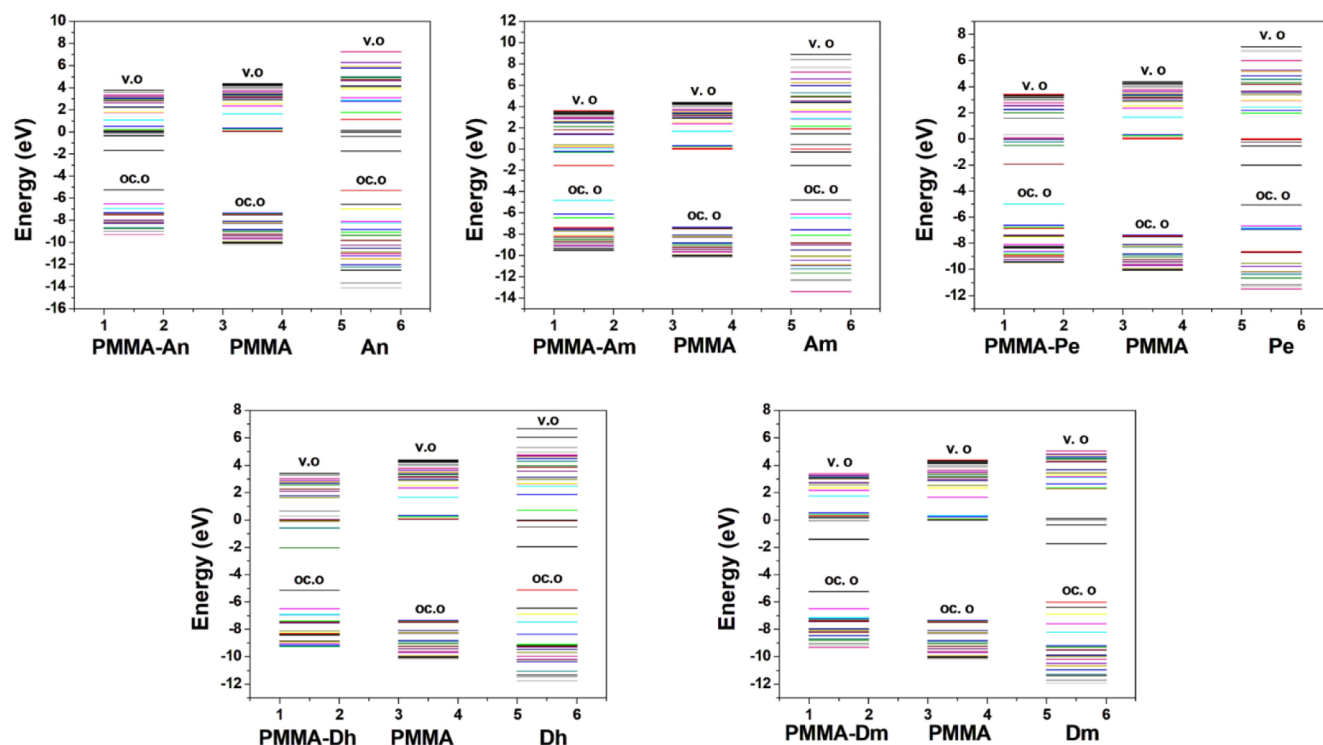 Energy (eV)
10
8
6
4
2
0
-2
-4
-6
-8
-10
-12
-14
-16
v.o
v.o
v.o
oc.o
oc.o
oc.o
1 2 3 4 5 6
PMMA-An PMMA An
Energy (eV)
12
10
8
6
4
2
0
-2
-4
-6
-8
-10
-12
-14
v. o
v. o
v. o
oc. o
oc. o
oc. o
1 2 3 4 5 6
PMMA-Am PMMA Am
Energy (eV)
8
6
4
2
0
-2
-4
-6
-8
-10
-12
v. o
v. o
v. o
oc. o
oc. o
oc. o
1 2 3 4 5 6
PMMA-Pe PMMA Pe
Energy (eV)
8
6
4
2
0
-2
-4
-6
-8
-10
-12
v.o
v.o
v.o
oc.o
oc.o
oc.o
1 2 3 4 5 6
PMMA-Dh PMMA Dh
Energy (eV)
8
6
4
2
0
-2
-4
-6
-8
-10
-12
v. o
v. o
v. o
oc. o
oc. o
oc. o
1 2 3 4 5 6
PMMA-Dm PMMA Dm